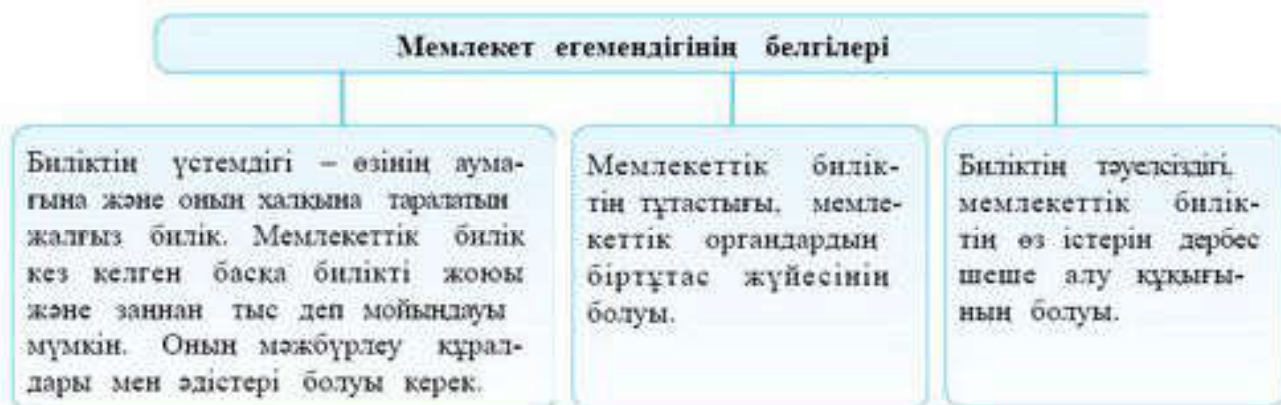 Мемлекет егемендігінің белгілері
Биліктің үстемдігі – өзінің аума-
ғына және оның халқына таралатын
жалғыз билік. Мемлекеттік билік
кез келген басқа билікті жоюы
және заңнан тыс деп мойындауы
мүмкін. Оның мәжбүрлеу құрал-
дары мен әдістері болуы керек.
Мемлекеттік билік-
тің тұтастығы, мемле-
кеттік органдардың
біртұтас жүйесінің
болуы.
Биліктің тәуелсіздігі,
мемлекеттік билік-
тің өз істерін дербес
шеше алу құқығы-
ның болуы.